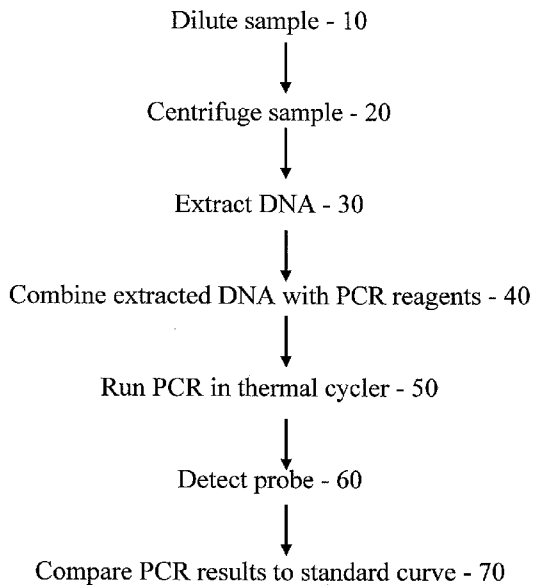 Dilute sample - 10
Centrifuge sample - 20
Extract DNA - 30
Combine extracted DNA with PCR reagents - 40
Run PCR in thermal cycler - 50
Detect probe - 60
Compare PCR results to standard curve - 70